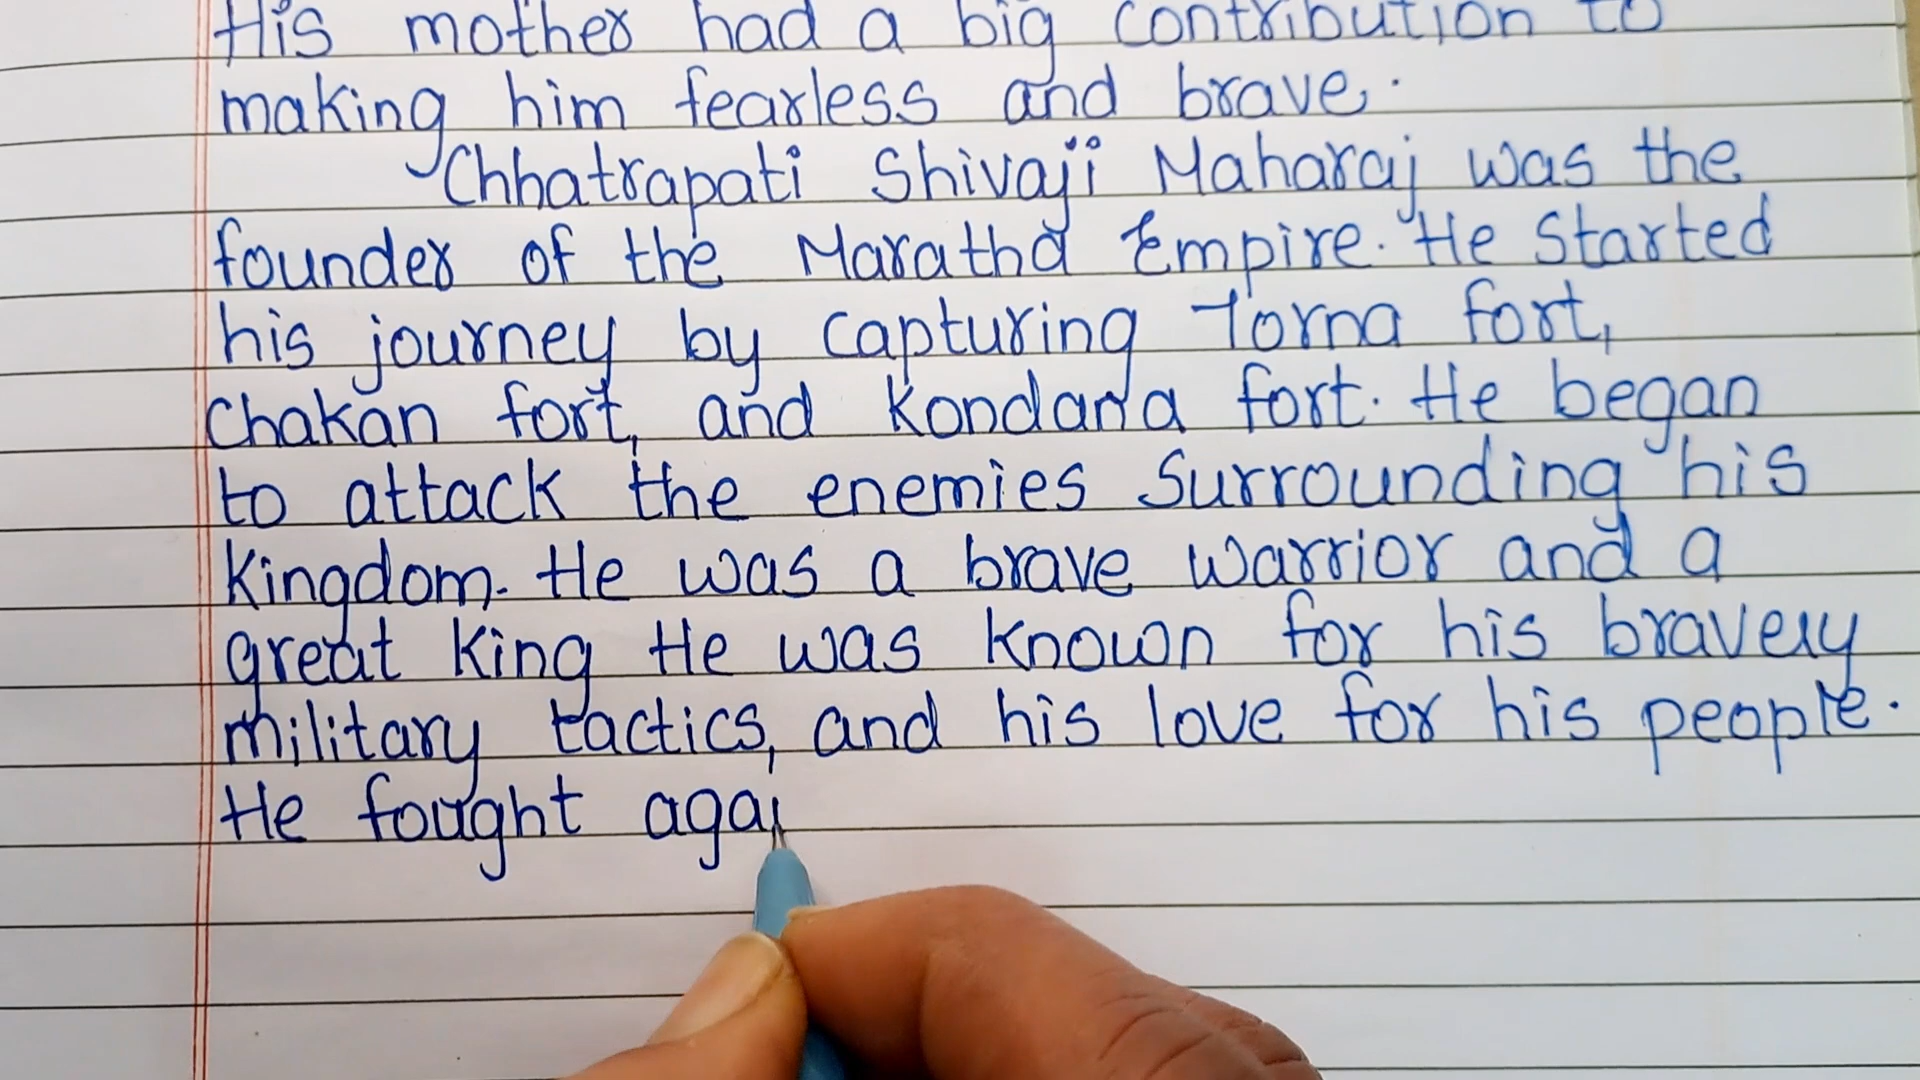 His mother had a big contribution to
making him fearless and brave.
Chhatrapati Shivaji Maharaj was the
founder of the Maratha Empire. He started
his journey by capturing Torna fort,
Chakan fort, and Kondana fort. He began
to attack the enemies surrounding his
kingdom. He was a brave warrior and a
great king He was known for his bravery
military tactics, and his love for his people.
He fought agai